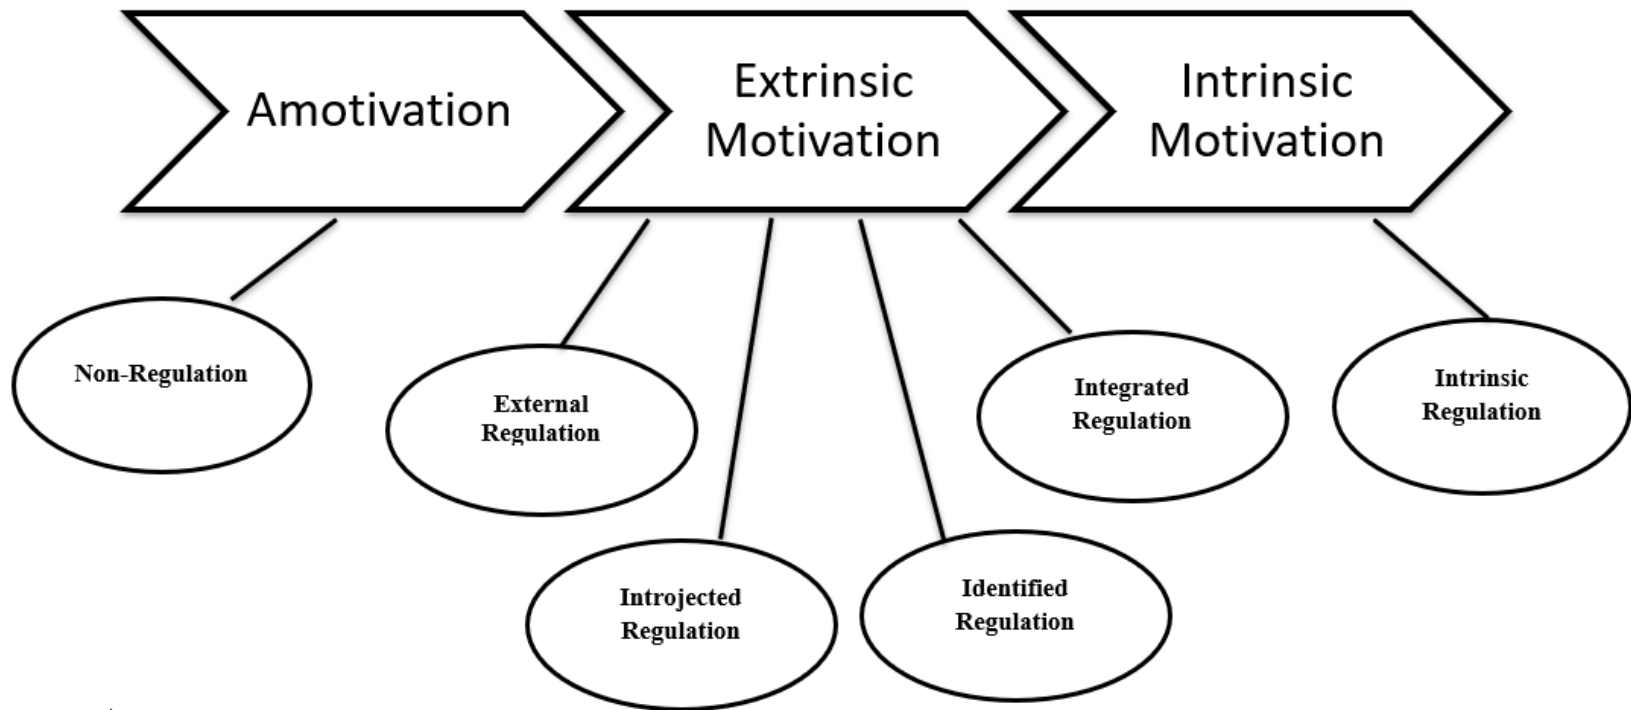 Amotivation
Extrinsic
Motivation
Intrinsic
Motivation
Non-Regulation
External
Regulation
Introjected
Regulation
Identified
Regulation
Integrated
Regulation
Intrinsic
Regulation